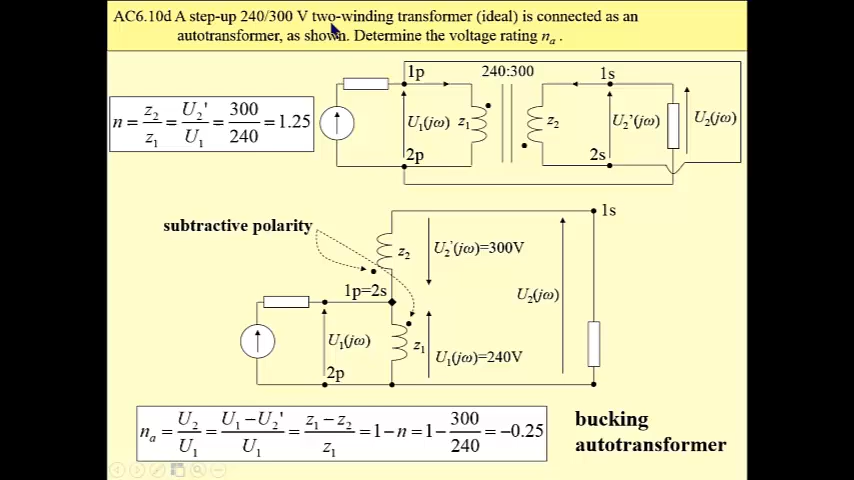 AC6.10d A step-up 240/300 V two-winding transformer (ideal) is connected as an
autotransformer, as shown. Determine the voltage rating nₐ .
1p
240:300
1s
n = z₂/z₁ = U₂'/U₁ = 300/240 = 1.25
U₁(jω)
z₁
z₂
U₂'(jω)
U₂(jω)
2p
2s
1s
subtractive polarity
z₂
U₂'(jω)=300V
1p=2s
U₂(jω)
U₁(jω)
z₁
U₁(jω)=240V
2p
nₐ = U₂/U₁ = (U₁ − U₂')/U₁ = (z₁ − z₂)/z₁ = 1 − n = 1 − 300/240 = −0.25
bucking
autotransformer